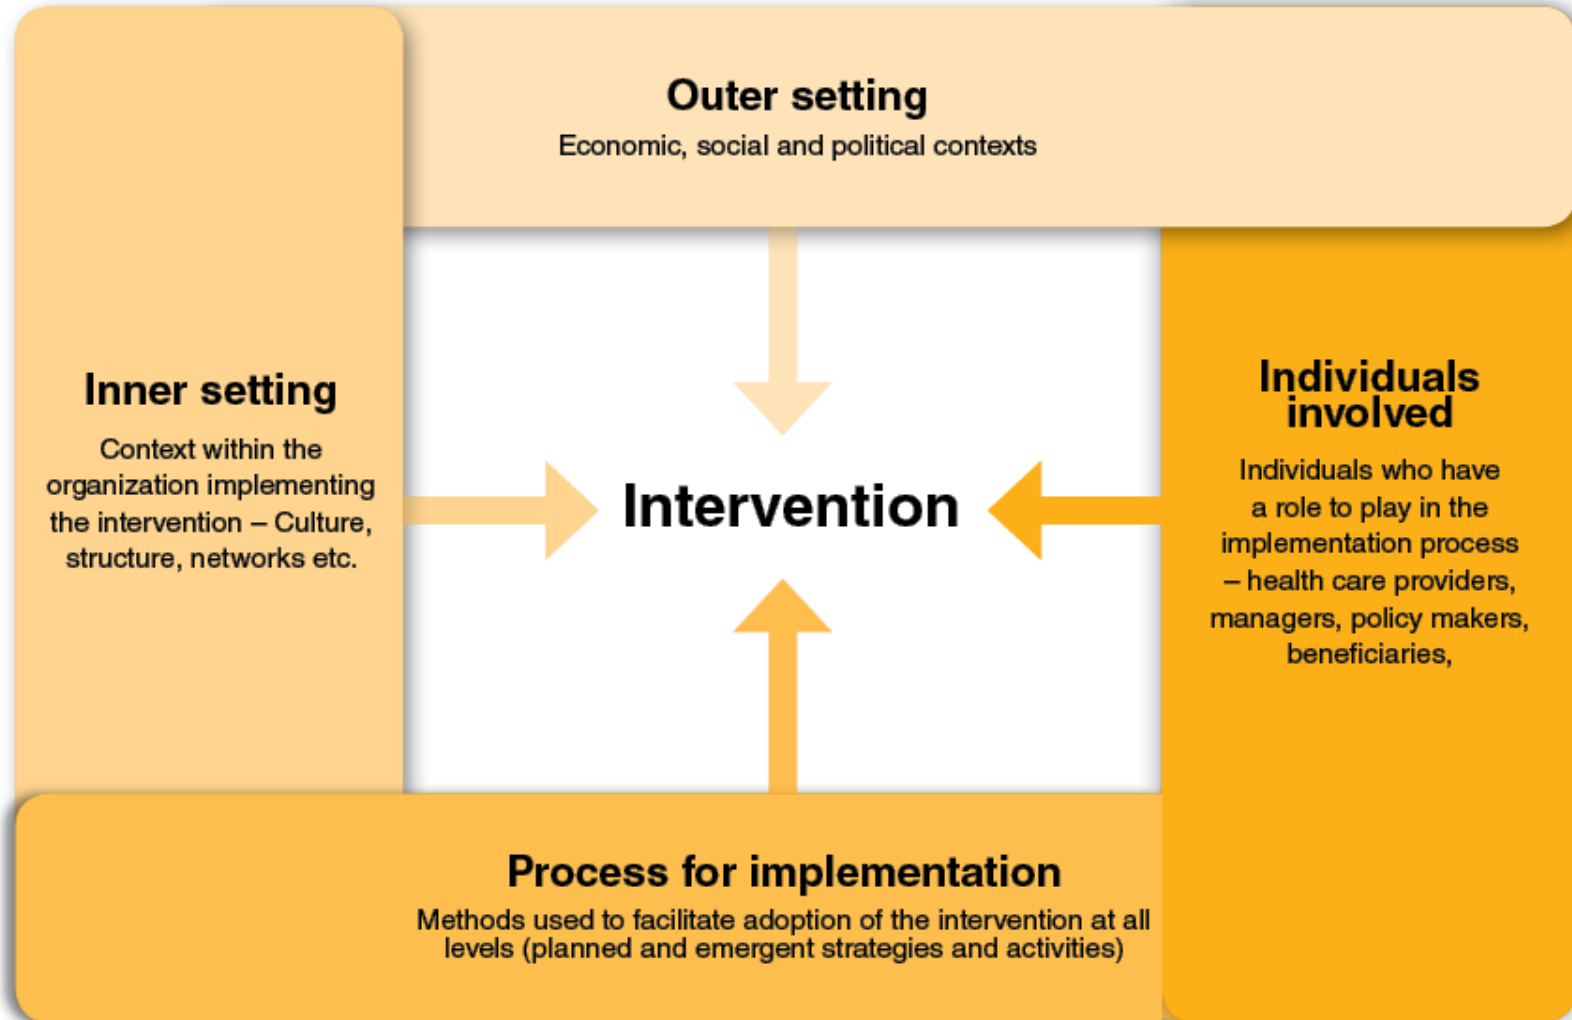 Outer setting
Economic, social and political contexts
Inner setting
Context within the
organization implementing
the intervention – Culture,
structure, networks etc.
Intervention
Individuals
involved
Individuals who have
a role to play in the
implementation process
– health care providers,
managers, policy makers,
beneficiaries,
Process for implementation
Methods used to facilitate adoption of the intervention at all
levels (planned and emergent strategies and activities)